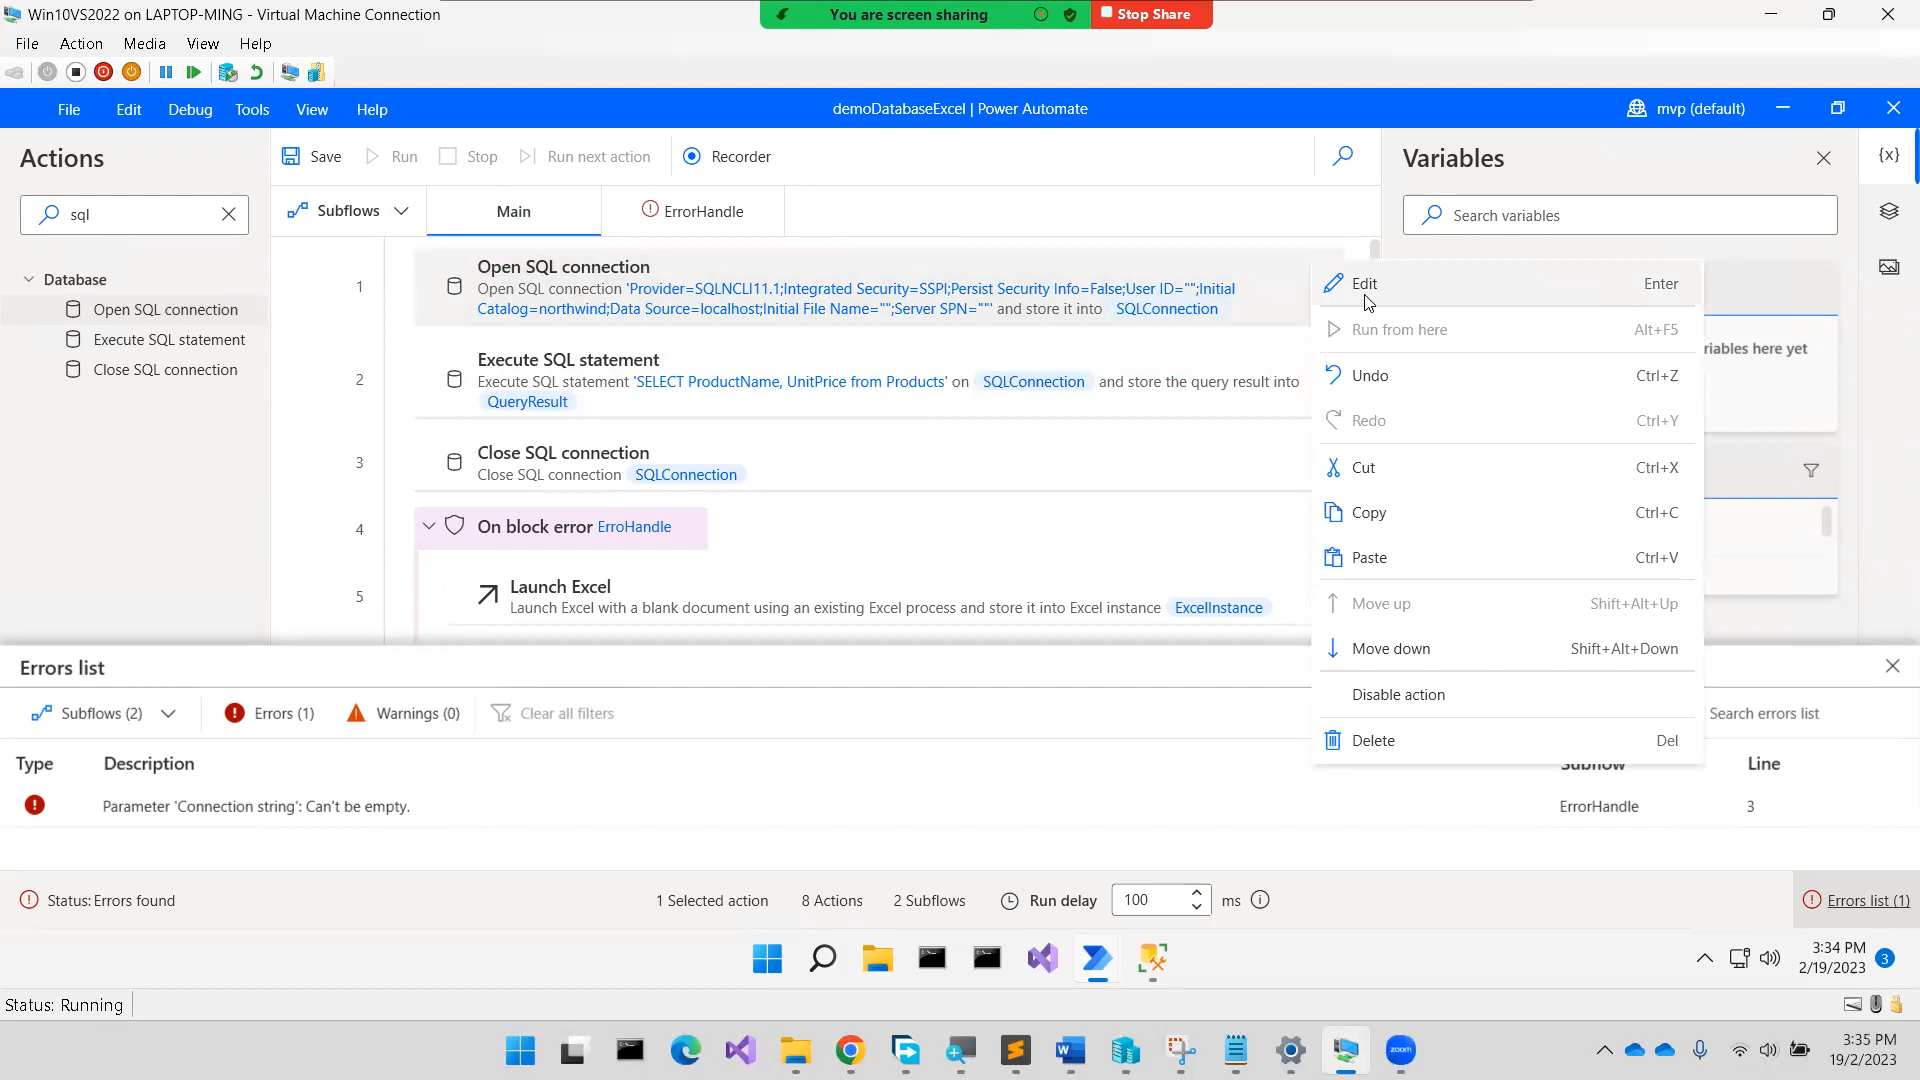 Win10VS2022 on LAPTOP-MING - Virtual Machine Connection
You are screen sharing
Stop Share
File Action Media View Help
File Edit Debug Tools View Help
demoDatabaseExcel | Power Automate
mvp (default)
Actions
Save Run Stop Run next action Recorder
Variables
{x}
sql
Subflows
Main
ErrorHandle
Search variables
Database
Open SQL connection
Execute SQL statement
Close SQL connection
1
Open SQL connection
Open SQL connection 'Provider=SQLNCLI11.1;Integrated Security=SSPI;Persist Security Info=False;User ID="";Initial
Catalog=northwind;Data Source=localhost;Initial File Name="";Server SPN=""' and store it into SQLConnection
2
Execute SQL statement
Execute SQL statement 'SELECT ProductName, UnitPrice from Products' on SQLConnection and store the query result into
QueryResult
3
Close SQL connection
Close SQL connection SQLConnection
4
On block error ErroHandle
5
Launch Excel
Launch Excel with a blank document using an existing Excel process and store it into Excel instance ExcelInstance
Edit Enter
Run from here Alt+F5
Undo Ctrl+Z
Redo Ctrl+Y
Cut Ctrl+X
Copy Ctrl+C
Paste Ctrl+V
Move up Shift+Alt+Up
Move down Shift+Alt+Down
Disable action
Delete Del
riables here yet
Errors list
Subflows (2) Errors (1) Warnings (0) Clear all filters
Search errors list
Type Description Subflow Line
Parameter 'Connection string': Can't be empty. ErrorHandle 3
Status: Errors found
1 Selected action 8 Actions 2 Subflows Run delay 100 ms
Errors list (1)
3:34 PM
2/19/2023
3
Status: Running
zoom
3:35 PM
19/2/2023